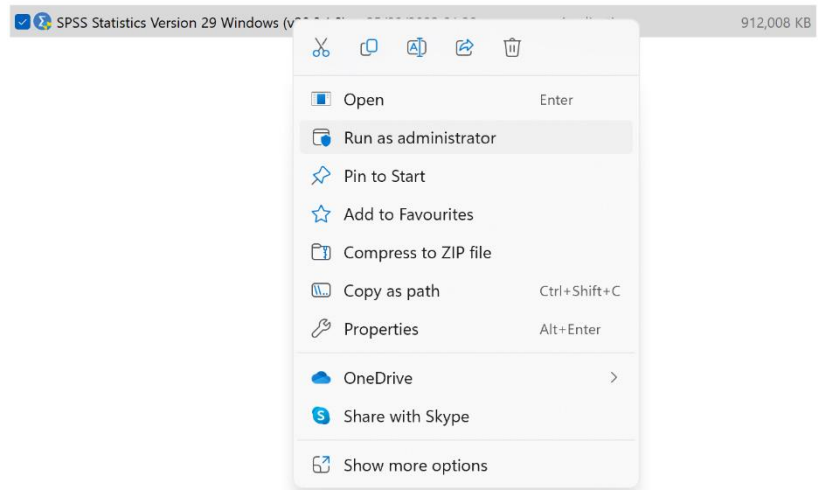 SPSS Statistics Version 29 Windows (v 912,008 KB
Open Enter
Run as administrator
Pin to Start
Add to Favourites
Compress to ZIP file
Copy as path Ctrl+Shift+C
Properties Alt+Enter
OneDrive
Share with Skype
Show more options